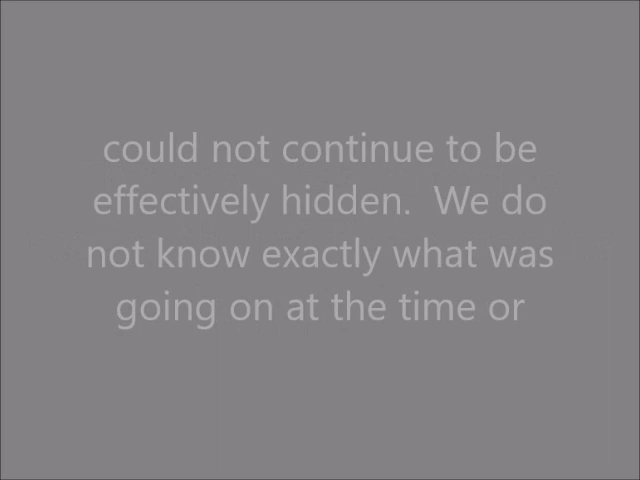 could not continue to be
effectively hidden.  We do
not know exactly what was
going on at the time or